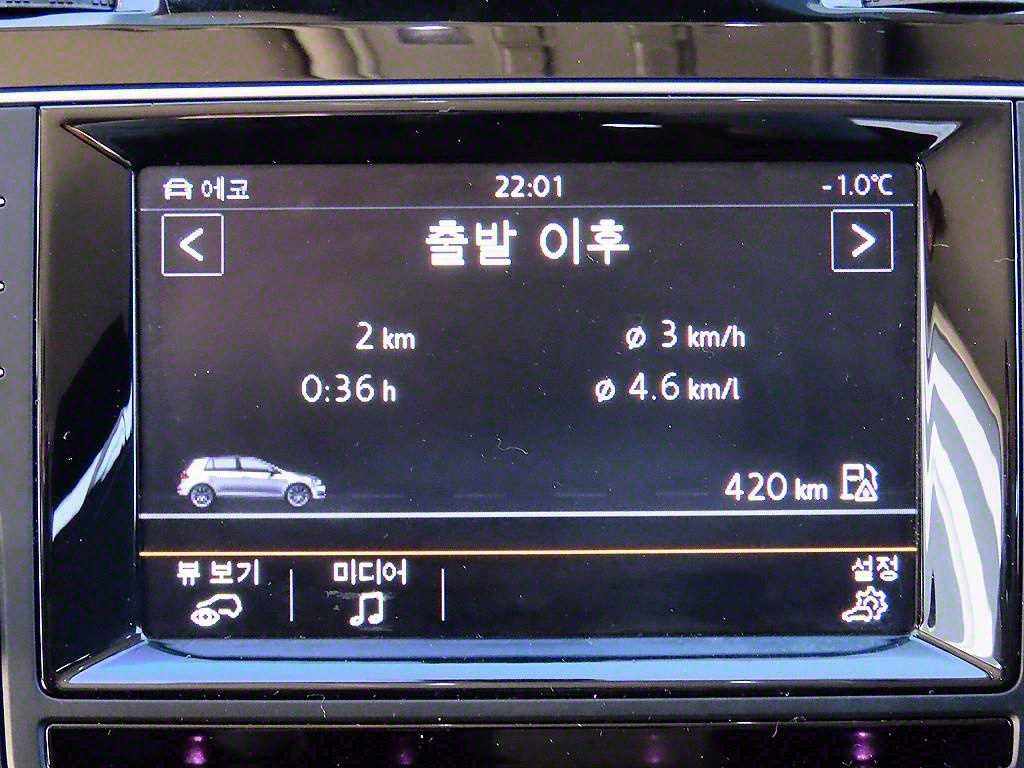 에코 22:01 -1.0℃
< 출발 이후 >
2 km ø 3 km/h
0:36 h ø 4.6 km/l
420 km
뷰 보기 미디어 설정